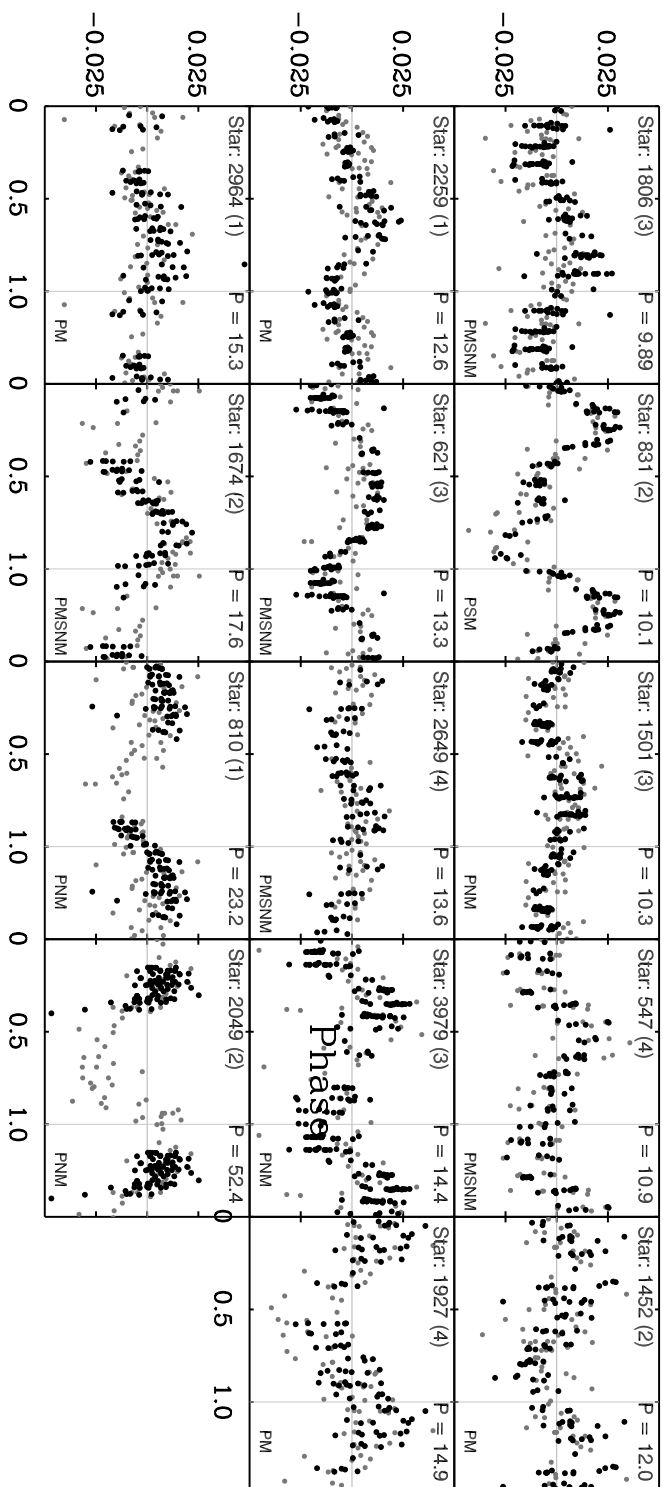 Star: 1806 (3) P = 9.89
PMSNM
Star: 831 (2) P = 10.1
PSM
Star: 1501 (3) P = 10.3
PNM
Star: 547 (4) P = 10.9
PMSNM
Star: 1452 (2) P = 12.0
PM
0.025
−0.025
Star: 2259 (1) P = 12.6
PM
Star: 621 (3) P = 13.3
PMSNM
Star: 2649 (4) P = 13.6
PMSNM
Star: 3979 (3) P = 14.4
PNM
Star: 1927 (4) P = 14.9
PM
0.025
−0.025
Star: 2964 (1) P = 15.3
PM
Star: 1674 (2) P = 17.6
PMSNM
Star: 810 (1) P = 23.2
PNM
Star: 2049 (2) P = 52.4
PNM
0.025
−0.025
0 0.5 1.0
0 0.5 1.0
0 0.5 1.0
0 0.5 1.0
0 0.5 1.0
Phase